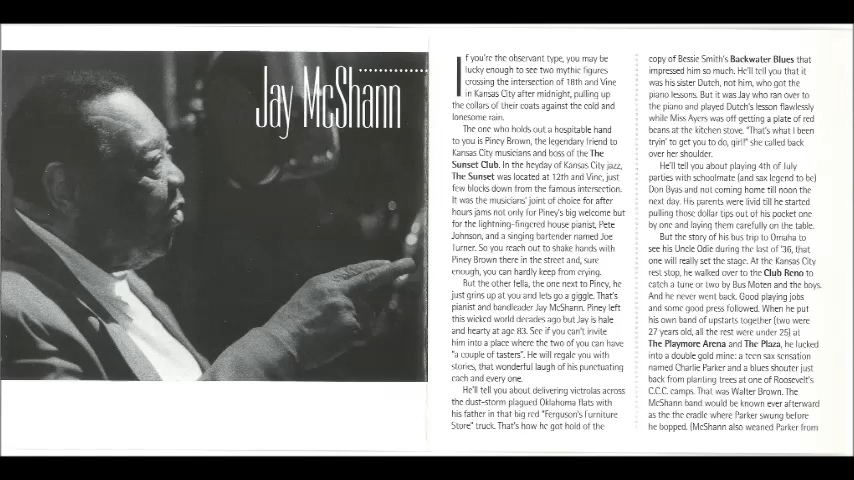 Jay McShann
If you're the observant type, you may be
lucky enough to see two mythic figures
crossing the intersection of 18th and Vine
in Kansas City after midnight, pulling up
the collars of their coats against the cold and
lonesome rain.
The one who holds out a hospitable hand
to you is Piney Brown, the legendary friend to
Kansas City musicians and boss of the The
Sunset Club. In the heyday of Kansas City jazz,
The Sunset was located at 12th and Vine, just
few blocks down from the famous intersection.
It was the musicians' joint of choice for after
hours jams not only for Piney's big welcome but
for the lightning-fingered house pianist, Pete
Johnson, and a singing bartender named Joe
Turner. So you reach out to shake hands with
Piney Brown there in the street and, sure
enough, you can hardly keep from crying.
But the other fella, the one next to Piney, he
just grins up at you and lets go a giggle. That's
pianist and bandleader Jay McShann. Piney left
this wicked world decades ago but Jay is hale
and hearty at age 83. See if you can't invite
him into a place where the two of you can have
"a couple of tasters". He will regale you with
stories, that wonderful laugh of his punctuating
each and every one.
He'll tell you about delivering victrolas across
the dust-storm plagued Oklahoma flats with
his father in that big red "Ferguson's Furniture
Store" truck. That's how he got hold of the
copy of Bessie Smith's Backwater Blues that
impressed him so much. He'll tell you that it
was his sister Dutch, not him, who got the
piano lessons. But it was Jay who ran over to
the piano and played Dutch's lesson flawlessly
while Miss Ayers was off getting a plate of red
beans at the kitchen stove. "That's what I been
tryin' to get you to do, girl!" she called back
over her shoulder.
He'll tell you about playing 4th of July
parties with schoolmate (and sax legend to be)
Don Byas and not coming home till noon the
next day. His parents were livid till he started
pulling those dollar tips out of his pocket one
by one and laying them carefully on the table.
But the story of his bus trip to Omaha to
see his Uncle Odie during the last of '36, that
one will really set the stage. At the Kansas City
rest stop, he walked over to the Club Reno to
catch a tune or two by Bus Moten and the boys.
And he never went back. Good playing jobs
and some good press followed. When he put
his own band of upstarts together (two were
27 years old, all the rest were under 25) at
The Playmore Arena and The Plaza, he lucked
into a double gold mine: a teen sax sensation
named Charlie Parker and a blues shouter just
back from planting trees at one of Roosevelt's
C.C.C. camps. That was Walter Brown. The
McShann band would be known ever afterward
as the the cradle where Parker swung before
he bopped. (McShann also weaned Parker from